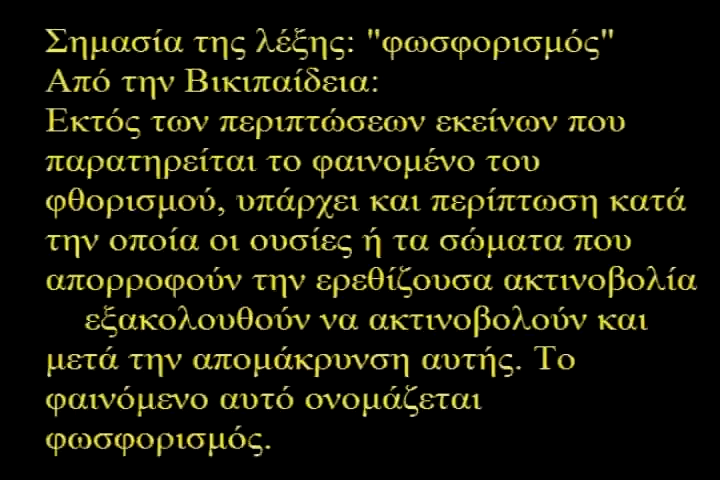 Σημασία της λέξης: "φωσφορισμός"
Από την Βικιπαίδεια:
Εκτός των περιπτώσεων εκείνων που
παρατηρείται το φαινομένο του
φθορισμού, υπάρχει και περίπτωση κατά
την οποία οι ουσίες ή τα σώματα που
απορροφούν την ερεθίζουσα ακτινοβολία
εξακολουθούν να ακτινοβολούν και
μετά την απομάκρυνση αυτής. Το
φαινόμενο αυτό ονομάζεται
φωσφορισμός.